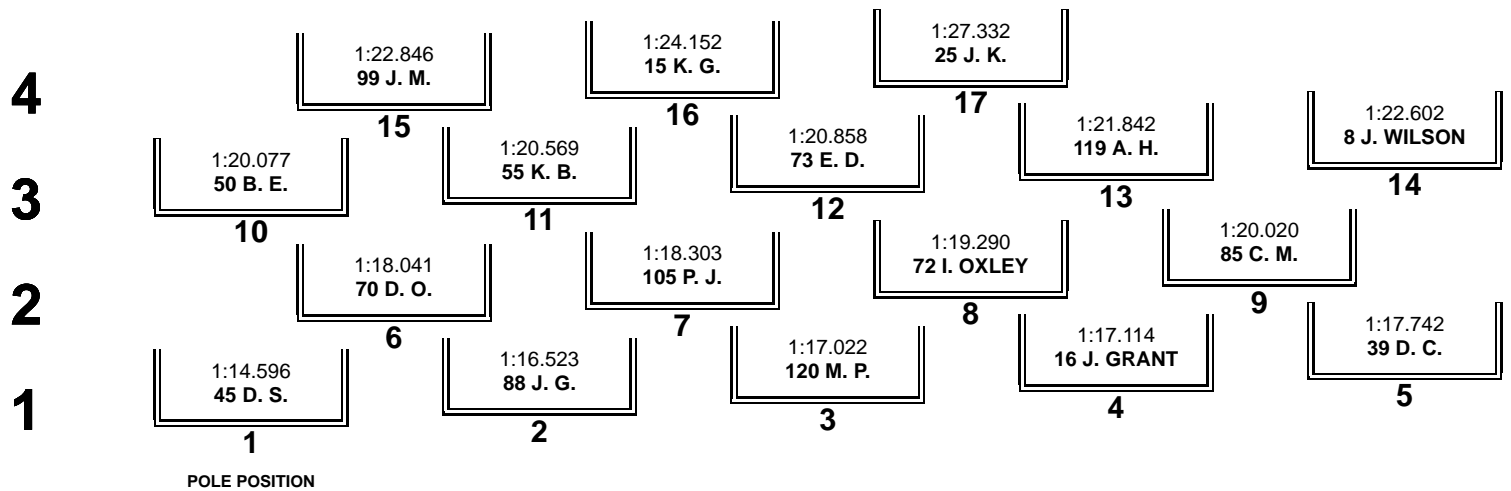 4
1:22.846
99 J. M.
15
1:24.152
15 K. G.
16
1:27.332
25 J. K.
17
3
1:20.077
50 B. E.
10
1:20.569
55 K. B.
11
1:20.858
73 E. D.
12
1:21.842
119 A. H.
13
1:22.602
8 J. WILSON
14
2
1:18.041
70 D. O.
6
1:18.303
105 P. J.
7
1:19.290
72 I. OXLEY
8
1:20.020
85 C. M.
9
1
1:14.596
45 D. S.
1
1:16.523
88 J. G.
2
1:17.022
120 M. P.
3
1:17.114
16 J. GRANT
4
1:17.742
39 D. C.
5
POLE POSITION